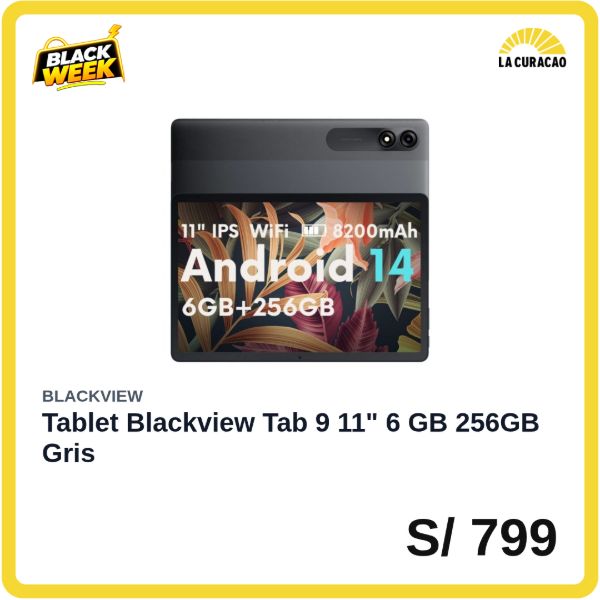 BLACK
WEEK
LA CURACAO
11" IPS WiFi 8200mAh
Android 14
6GB+256GB
BLACKVIEW
Tablet Blackview Tab 9 11" 6 GB 256GB
Gris
S/ 799